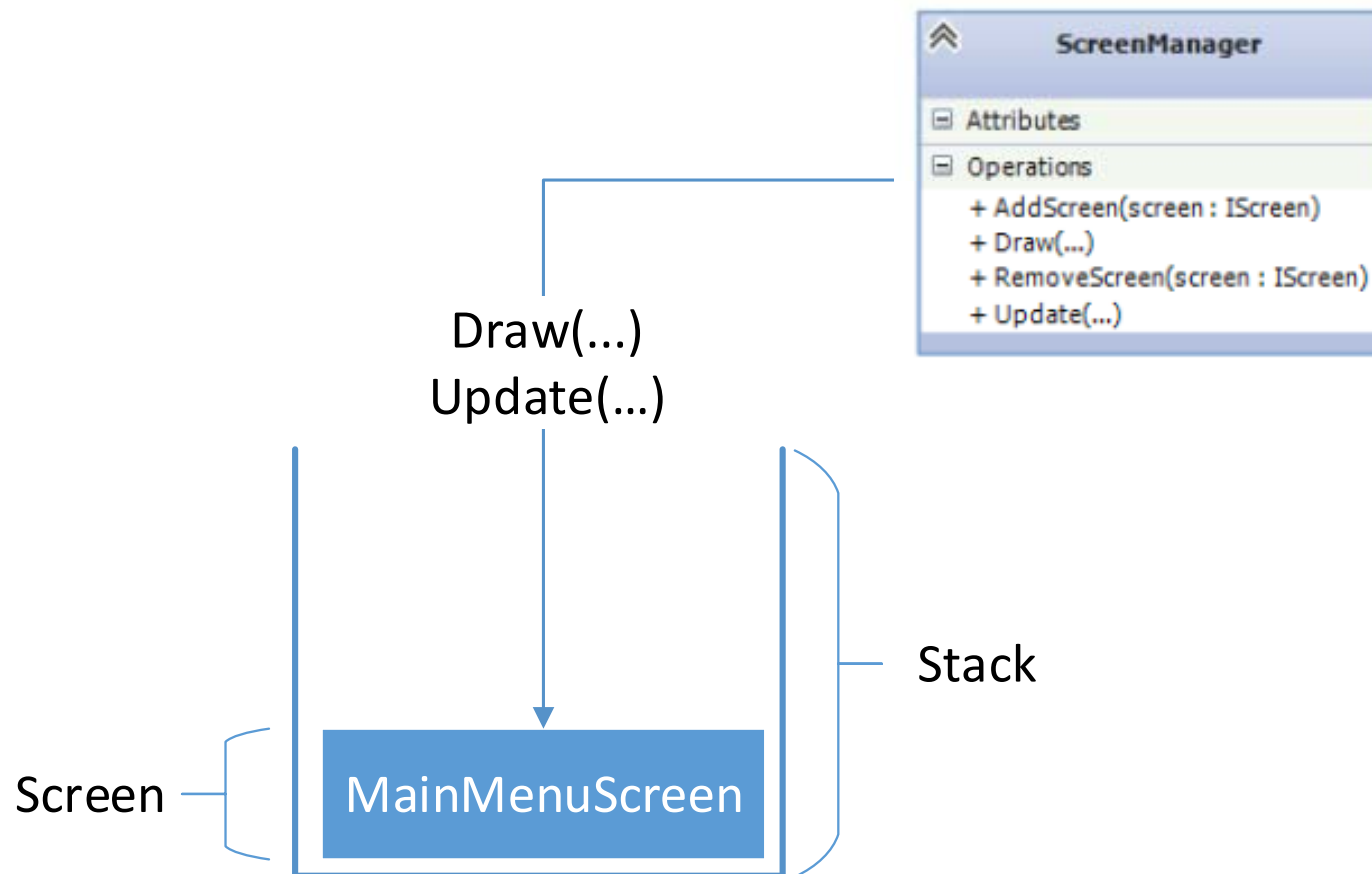 ScreenManager
Attributes
Operations
+ AddScreen(screen : IScreen)
+ Draw(...)
+ RemoveScreen(screen : IScreen)
+ Update(...)
Draw(...)
Update(...)
Stack
Screen
MainMenuScreen